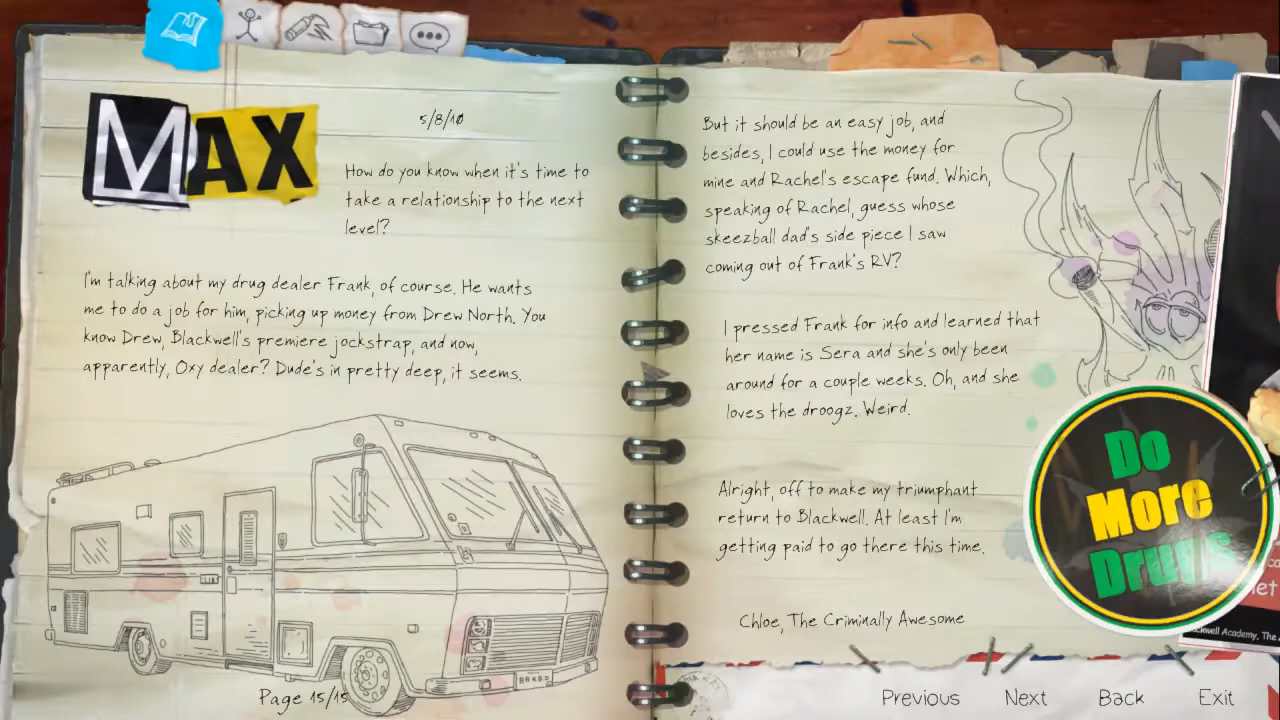 MAX
5/8/10
How do you know when it's time to
take a relationship to the next
level?
I'm talking about my drug dealer Frank, of course. He wants
me to do a job for him, picking up money from Drew North. You
know Drew, Blackwell's premiere jockstrap, and now,
apparently, Oxy dealer? Dude's in pretty deep, it seems.
BRKBD
Page 15/15
But it should be an easy job, and
besides, I could use the money for
mine and Rachel's escape fund. Which,
speaking of Rachel, guess whose
skeezball dad's side piece I saw
coming out of Frank's RV?
I pressed Frank for info and learned that
her name is Sera and she's only been
around for a couple weeks. Oh, and she
loves the droogz. Weird.
Alright, off to make my triumphant
return to Blackwell. At least I'm
getting paid to go there this time.
Chloe, The Criminally Awesome
Do
More
Drugs
Blackwell Academy, The
Previous Next Back Exit